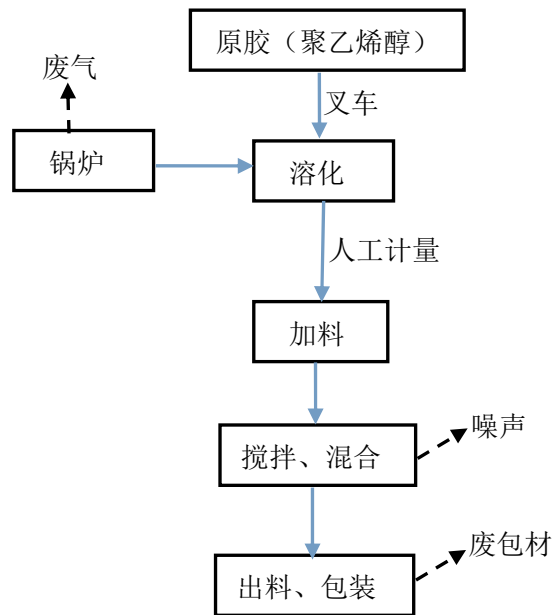 原胶（聚乙烯醇）
废气
叉车
锅炉
溶化
人工计量
加料
噪声
搅拌、混合
废包材
出料、包装